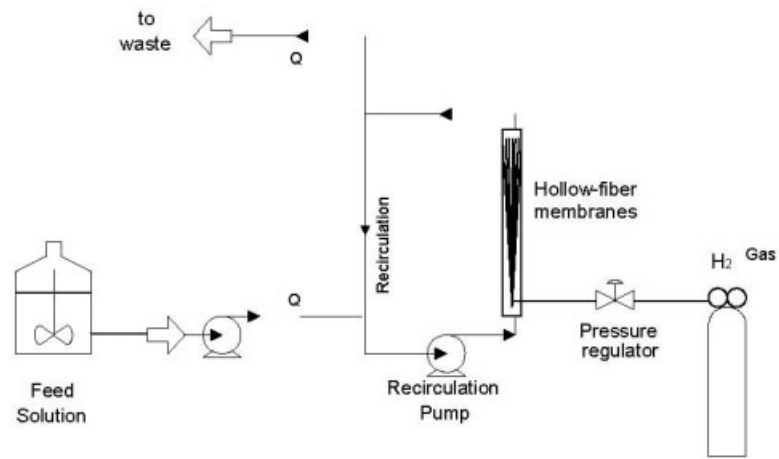 to
waste
Q
Recirculation
Hollow-fiber
membranes
H₂ Gas
Q
Pressure
regulator
Recirculation
Pump
Feed
Solution